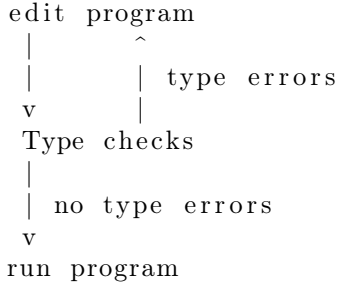 edit program
|         ^
|         | type errors
v         |
Type checks
|
| no type errors
v
run program